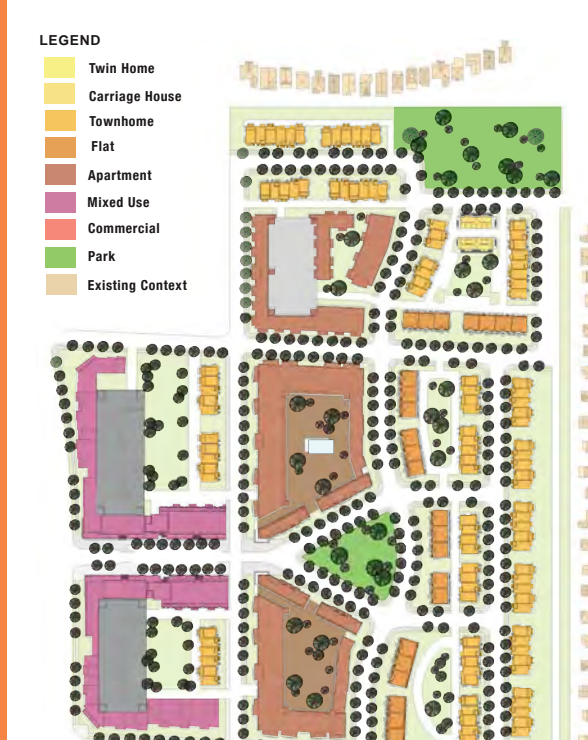 LEGEND
Twin Home
Carriage House
Townhome
Flat
Apartment
Mixed Use
Commercial
Park
Existing Context